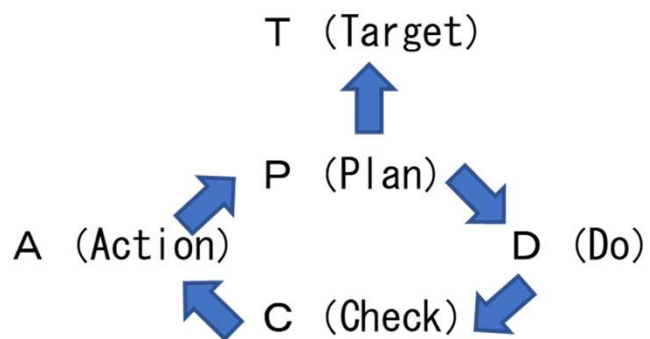 T (Target)
P (Plan)
A (Action)
D (Do)
C (Check)